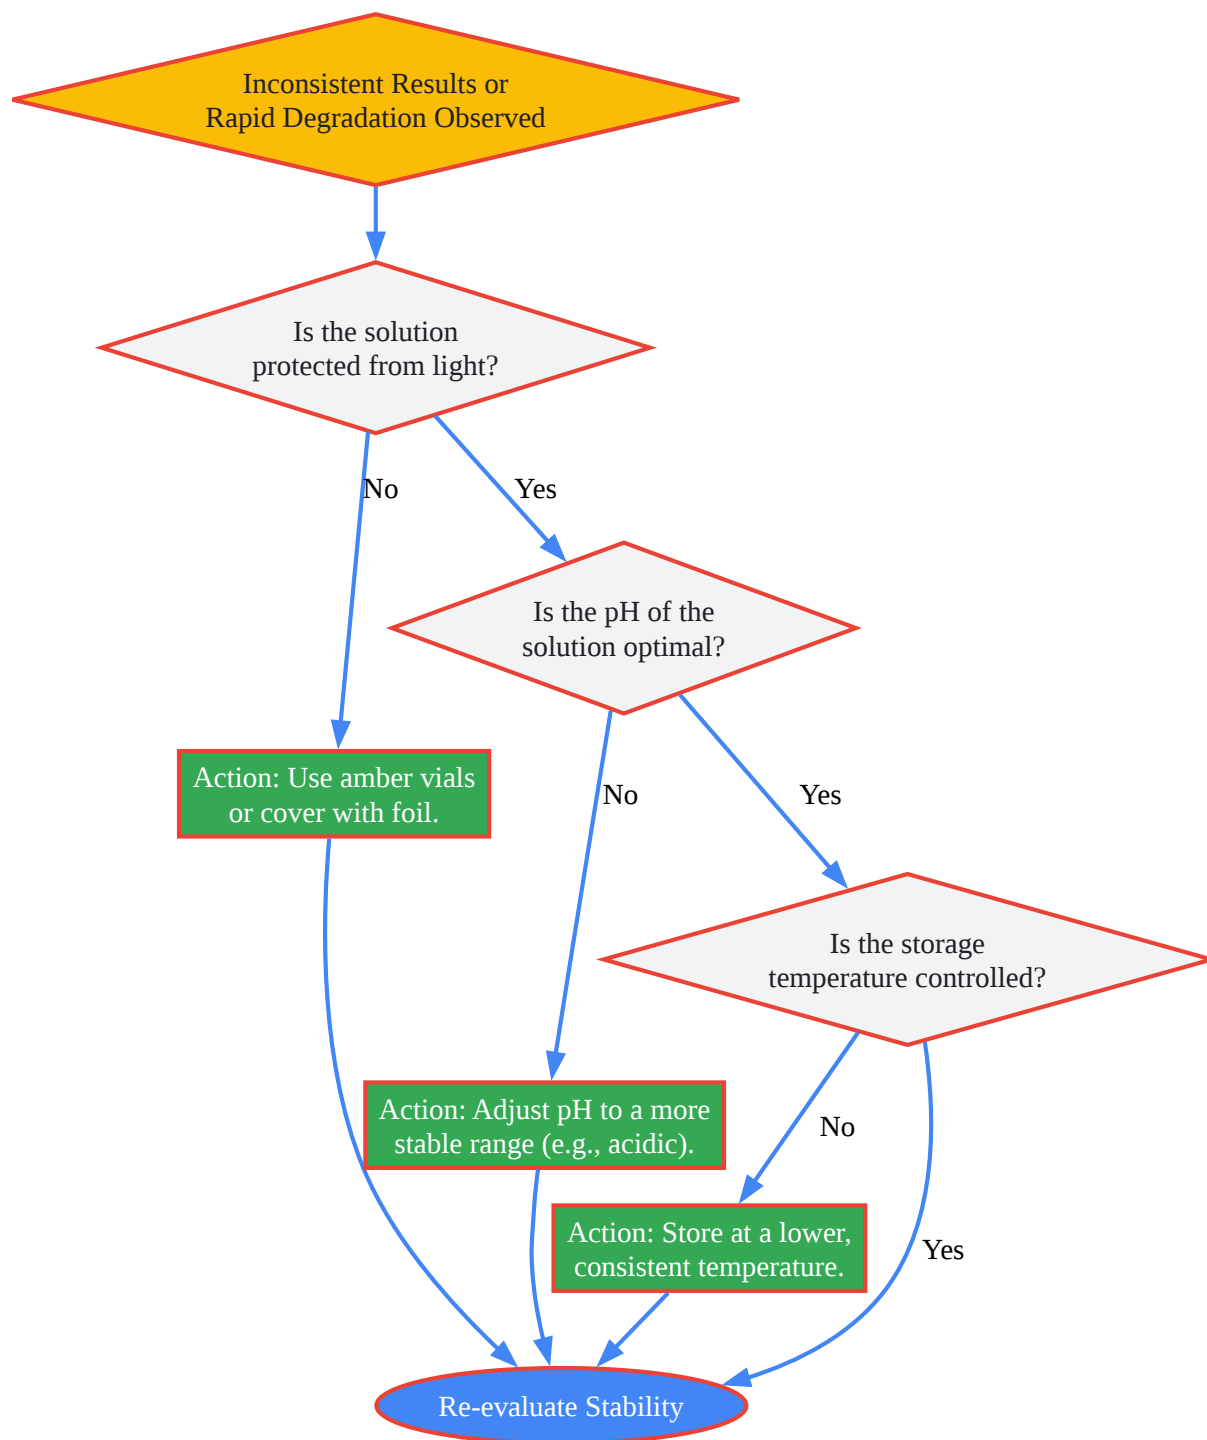 Inconsistent Results or
Rapid Degradation Observed
Is the solution
protected from light?
No
Yes
Is the pH of the
solution optimal?
Action: Use amber vials
or cover with foil.
No
Yes
Is the storage
temperature controlled?
Action: Adjust pH to a more
stable range (e.g., acidic).
No
Action: Store at a lower,
consistent temperature.
Yes
Re-evaluate Stability